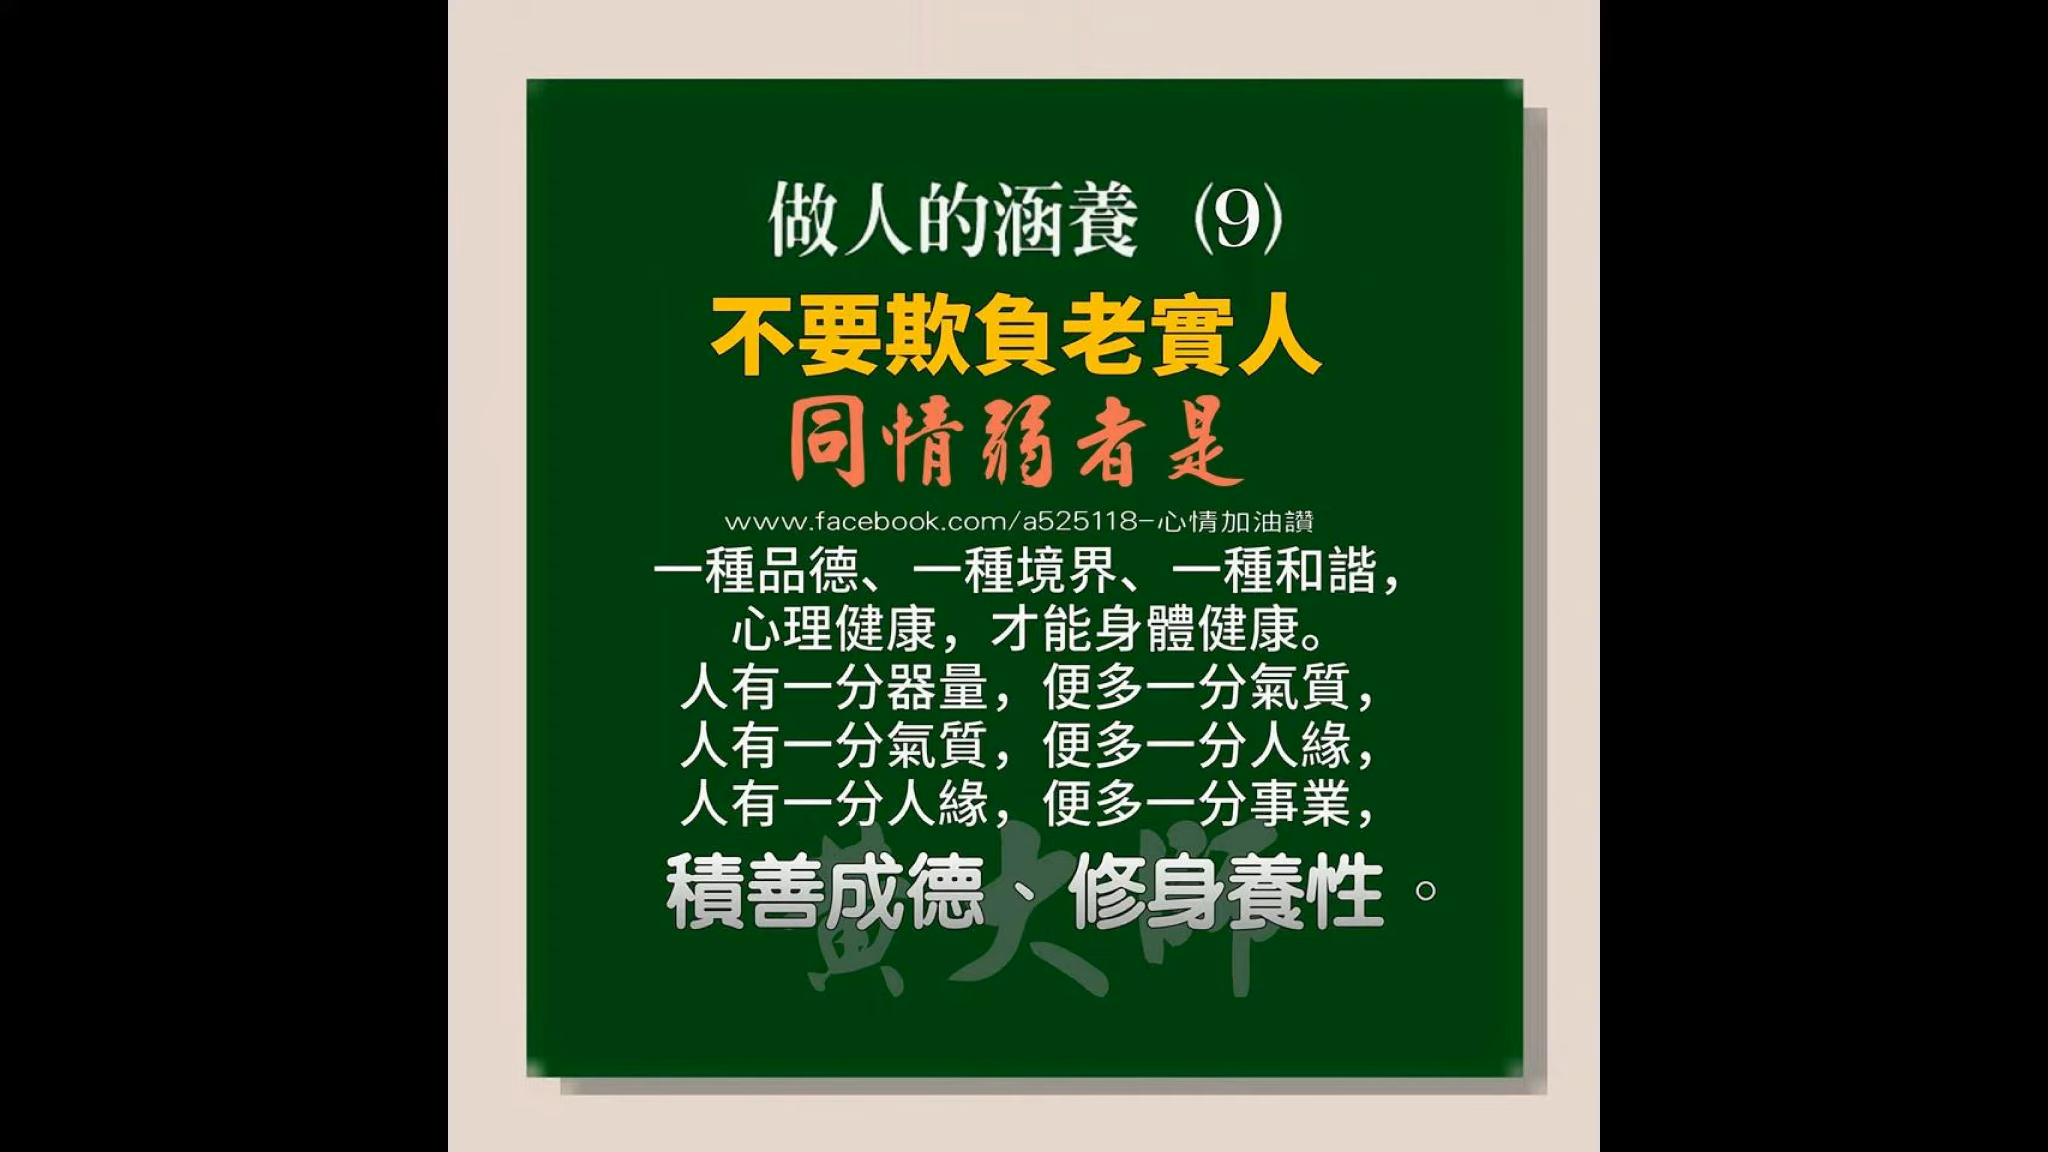 做人的涵養 (9)
不要欺負老實人
同情弱者是
www.facebook.com/a525118-心情加油讚
一種品德、一種境界、一種和諧，
心理健康，才能身體健康。
人有一分器量，便多一分氣質，
人有一分氣質，便多一分人緣，
人有一分人緣，便多一分事業，
積善成德、修身養性。
黄大師